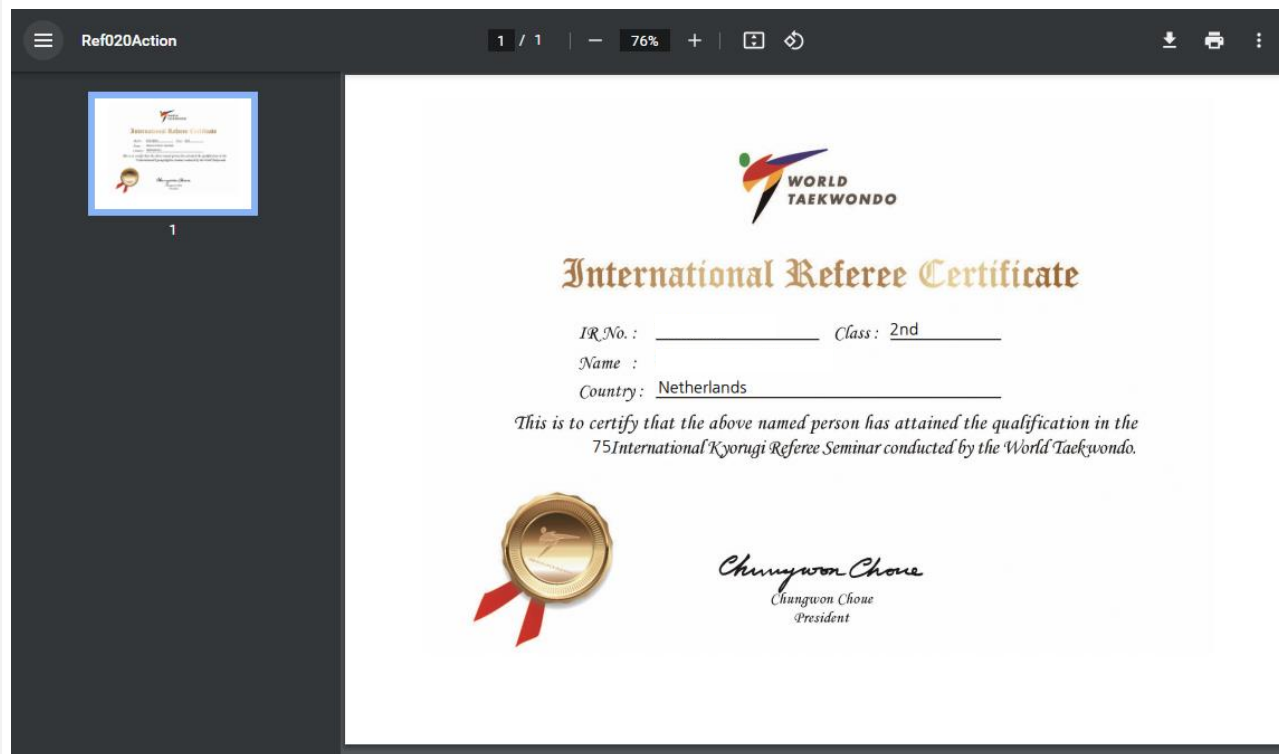 Ref020Action
1 / 1
76%
1
WORLD
TAEKWONDO
International Referee Certificate
IR No. : Class : 2nd
Name :
Country : Netherlands
This is to certify that the above named person has attained the qualification in the
75International Kyorugi Referee Seminar conducted by the World Taekwondo.
Chungwon Choue
Chungwon Choue
President